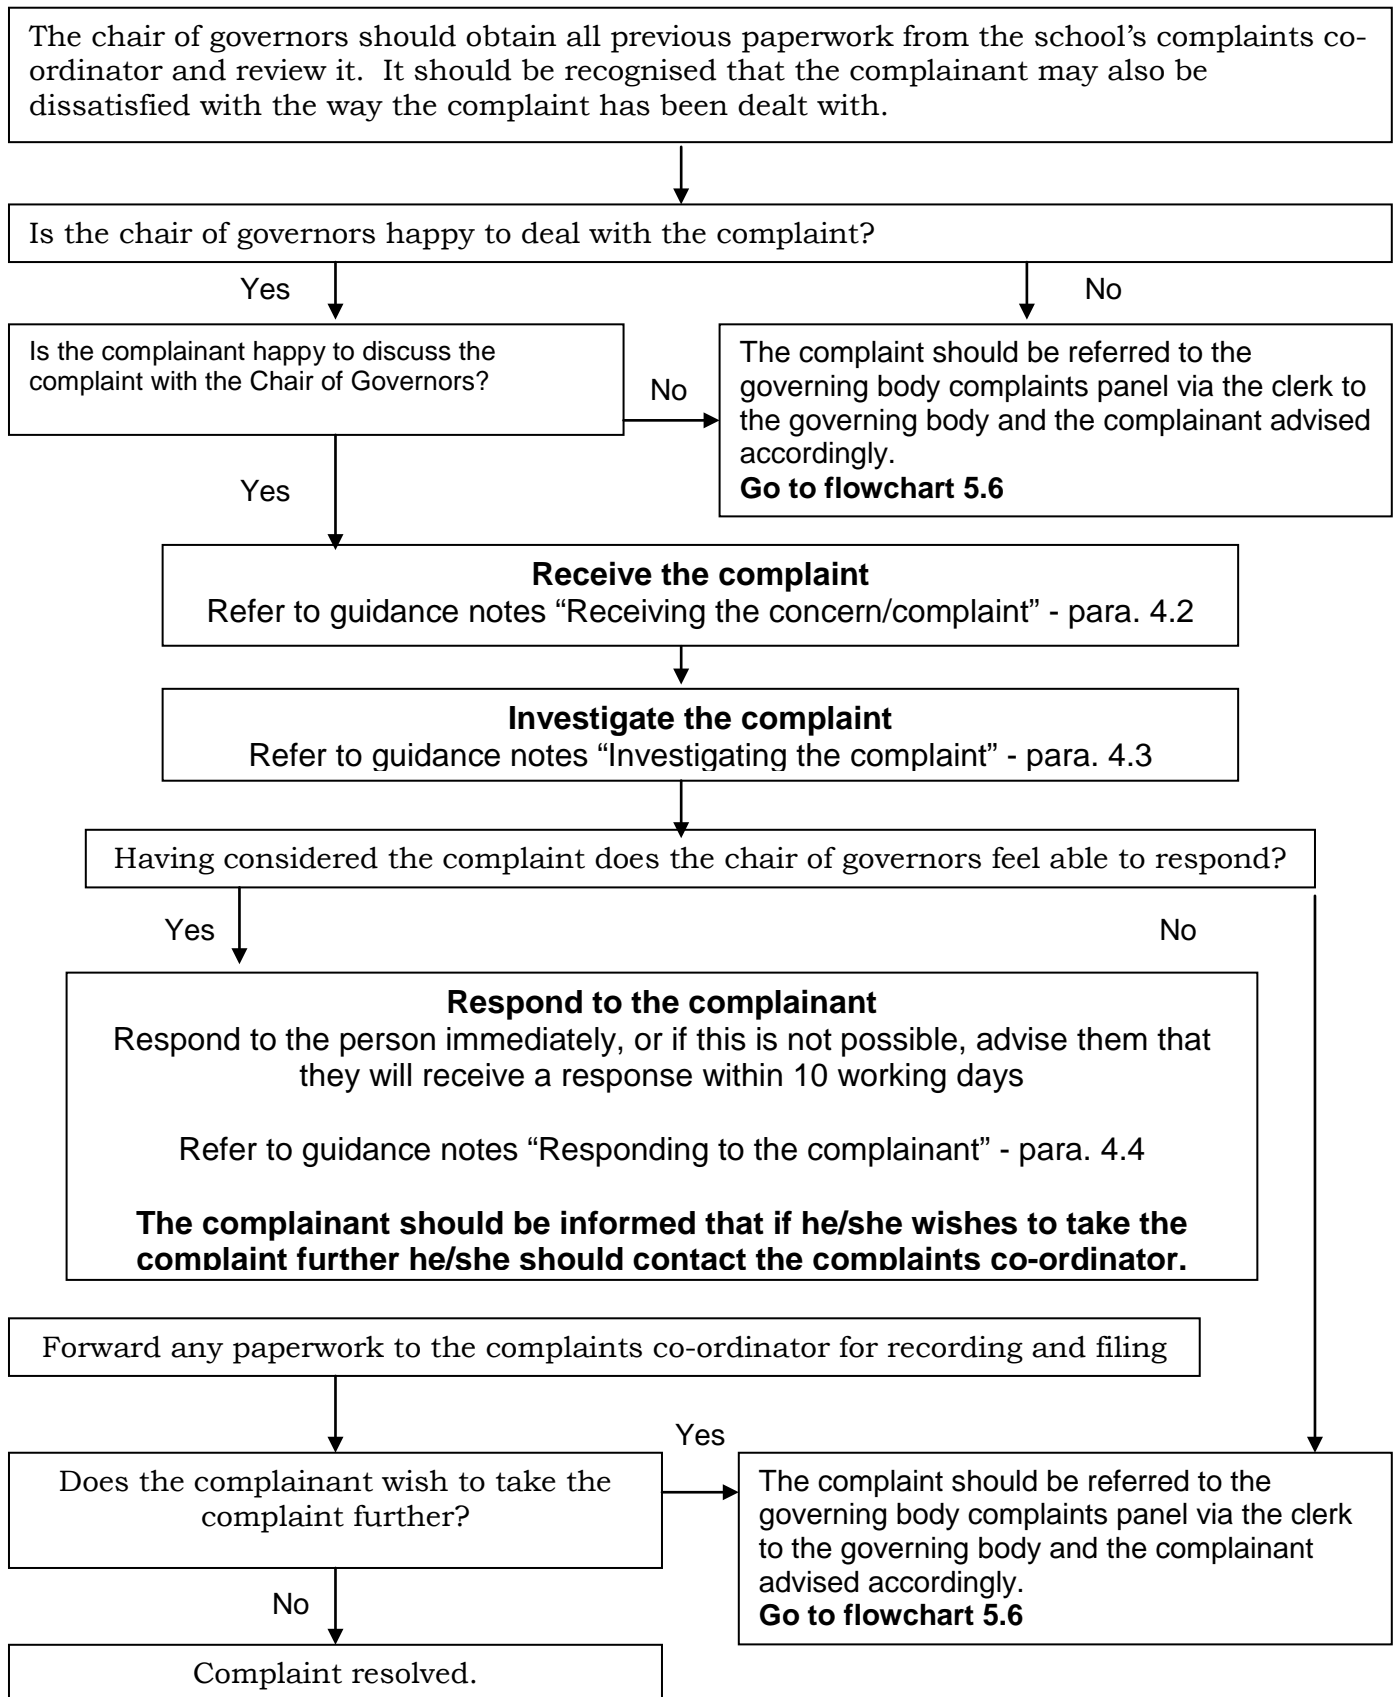 The chair of governors should obtain all previous paperwork from the school’s complaints co-
ordinator and review it.  It should be recognised that the complainant may also be
dissatisfied with the way the complaint has been dealt with.
Is the chair of governors happy to deal with the complaint?
Yes
No
Is the complainant happy to discuss the
complaint with the Chair of Governors?
No
The complaint should be referred to the
governing body complaints panel via the clerk to
the governing body and the complainant advised
accordingly.
Go to flowchart 5.6
Yes
Receive the complaint
Refer to guidance notes “Receiving the concern/complaint” - para. 4.2
Investigate the complaint
Refer to guidance notes “Investigating the complaint” - para. 4.3
Having considered the complaint does the chair of governors feel able to respond?
Yes
No
Respond to the complainant
Respond to the person immediately, or if this is not possible, advise them that
they will receive a response within 10 working days
Refer to guidance notes “Responding to the complainant” - para. 4.4
The complainant should be informed that if he/she wishes to take the
complaint further he/she should contact the complaints co-ordinator.
Forward any paperwork to the complaints co-ordinator for recording and filing
Yes
Does the complainant wish to take the
complaint further?
The complaint should be referred to the
governing body complaints panel via the clerk
to the governing body and the complainant
advised accordingly.
Go to flowchart 5.6
No
Complaint resolved.